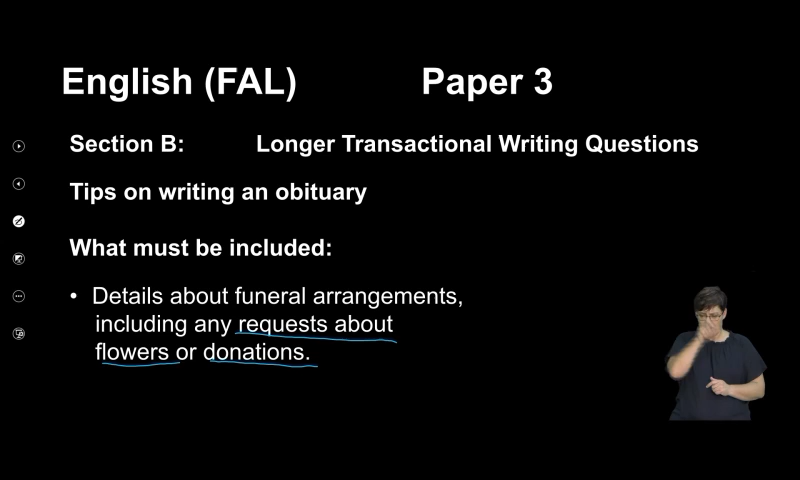 English (FAL) Paper 3
Section B: Longer Transactional Writing Questions
Tips on writing an obituary
What must be included:
• Details about funeral arrangements,
including any requests about
flowers or donations.